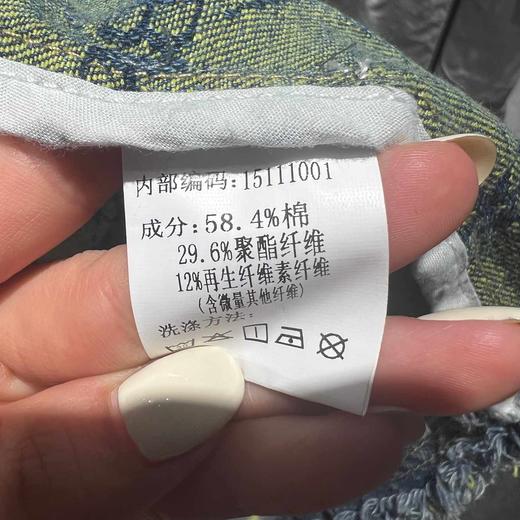 内部编码:15111001
成分:58.4%棉
29.6%聚酯纤维
12%再生纤维素纤维
(含微量其他纤维)
洗涤方法: